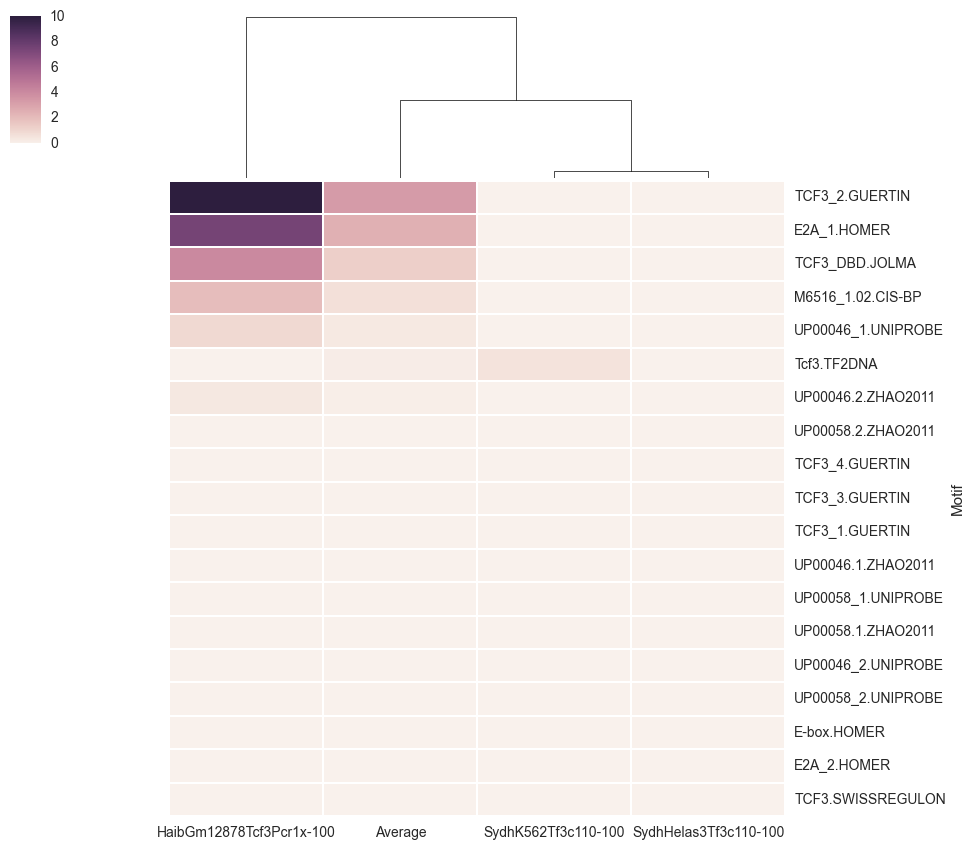 10
8
6
4
2
0
TCF3_2.GUERTIN
E2A_1.HOMER
TCF3_DBD.JOLMA
M6516_1.02.CIS-BP
UP00046_1.UNIPROBE
Tcf3.TF2DNA
UP00046.2.ZHAO2011
UP00058.2.ZHAO2011
TCF3_4.GUERTIN
TCF3_3.GUERTIN
Motif
TCF3_1.GUERTIN
UP00046.1.ZHAO2011
UP00058_1.UNIPROBE
UP00058.1.ZHAO2011
UP00046_2.UNIPROBE
UP00058_2.UNIPROBE
E-box.HOMER
E2A_2.HOMER
TCF3.SWISSREGULON
HaibGm12878Tcf3Pcr1x-100 Average SydhK562Tf3c110-100 SydhHelas3Tf3c110-100